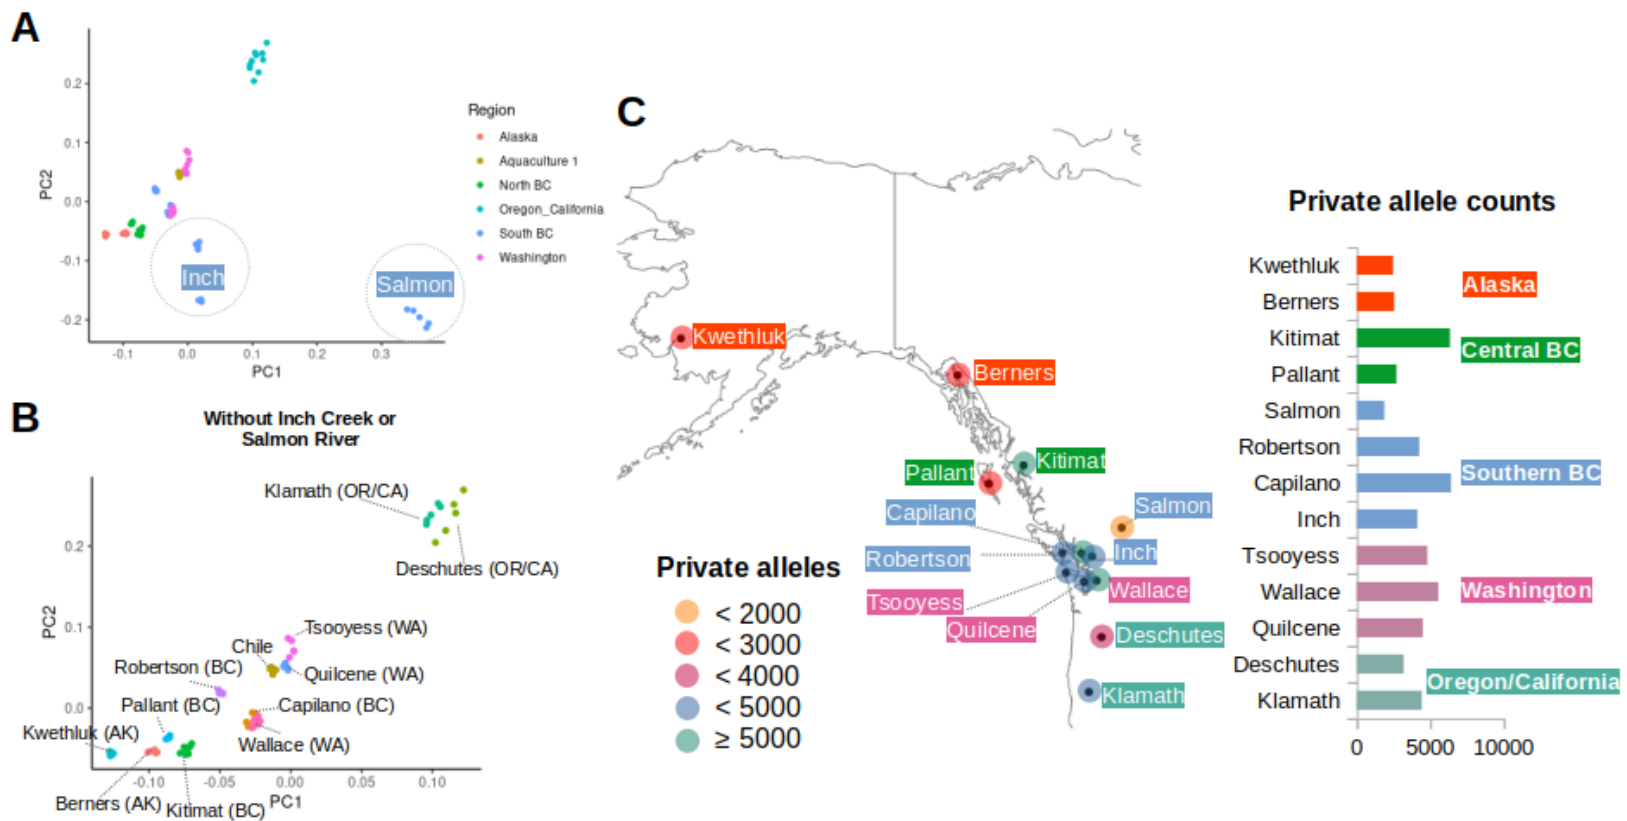 A
0.2
0.1
0.0
-0.1
-0.2
PC2
-0.1
0.0
0.1
0.2
0.3
PC1
Inch
Salmon
Region
Alaska
Aquaculture 1
North BC
Oregon_California
South BC
Washington
B
Without Inch Creek or
Salmon River
Klamath (OR/CA)
Deschutes (OR/CA)
0.2
0.1
0.0
PC2
Tsooyess (WA)
Chile
Robertson (BC)
Quilcene (WA)
Pallant (BC)
Capilano (BC)
Kwethluk (AK)
Wallace (WA)
-0.10
-0.05
0.00
0.05
0.10
Berners (AK)
Kitimat (BC)
PC1
C
Kwethluk
Berners
Pallant
Kitimat
Capilano
Salmon
Robertson
Inch
Tsooyess
Wallace
Quilcene
Deschutes
Klamath
Private alleles
< 2000
< 3000
< 4000
< 5000
≥ 5000
Private allele counts
Kwethluk
Berners
Kitimat
Pallant
Salmon
Robertson
Capilano
Inch
Tsooyess
Wallace
Quilcene
Deschutes
Klamath
Alaska
Central BC
Southern BC
Washington
Oregon/California
0
5000
10000